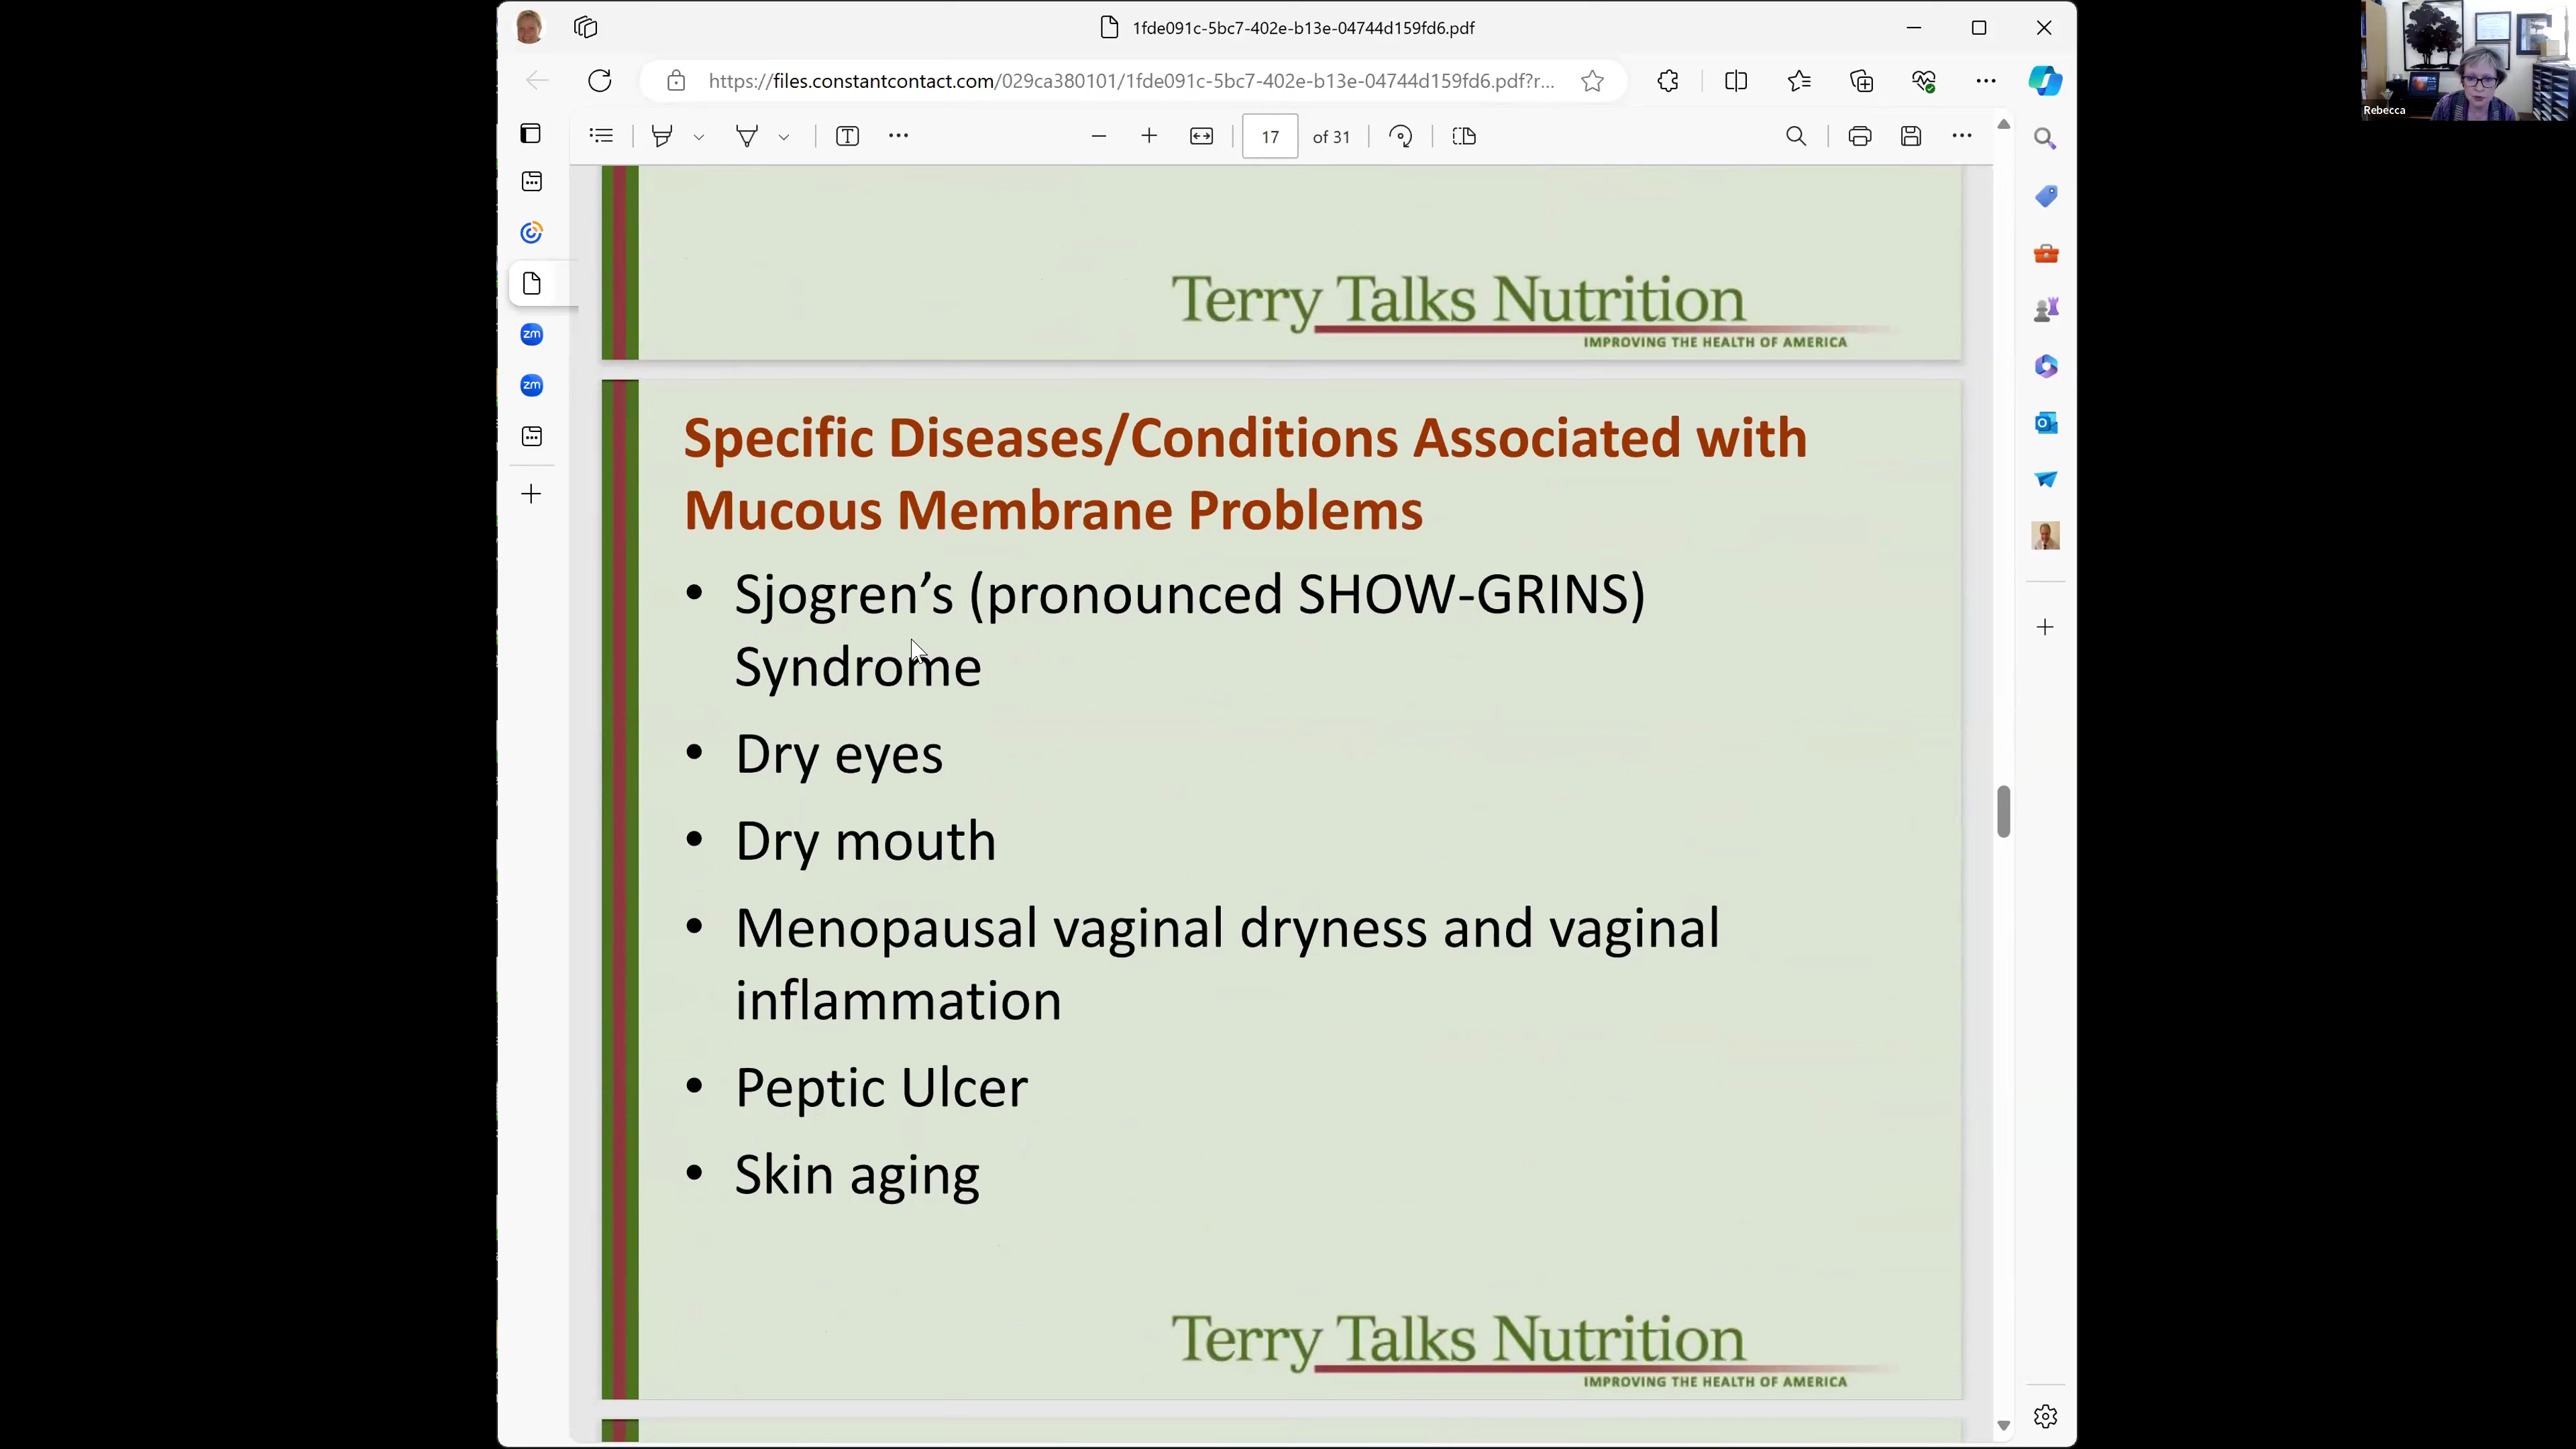 1fde091c-5bc7-402e-b13e-04744d159fd6.pdf
https://files.constantcontact.com/029ca380101/1fde091c-5bc7-402e-b13e-04744d159fd6.pdf?r...
Rebecca
17 of 31
zm
zm
Terry Talks Nutrition
IMPROVING THE HEALTH OF AMERICA
Specific Diseases/Conditions Associated with
Mucous Membrane Problems
• Sjogren’s (pronounced SHOW-GRINS)
Syndrome
• Dry eyes
• Dry mouth
• Menopausal vaginal dryness and vaginal
inflammation
• Peptic Ulcer
• Skin aging
Terry Talks Nutrition
IMPROVING THE HEALTH OF AMERICA